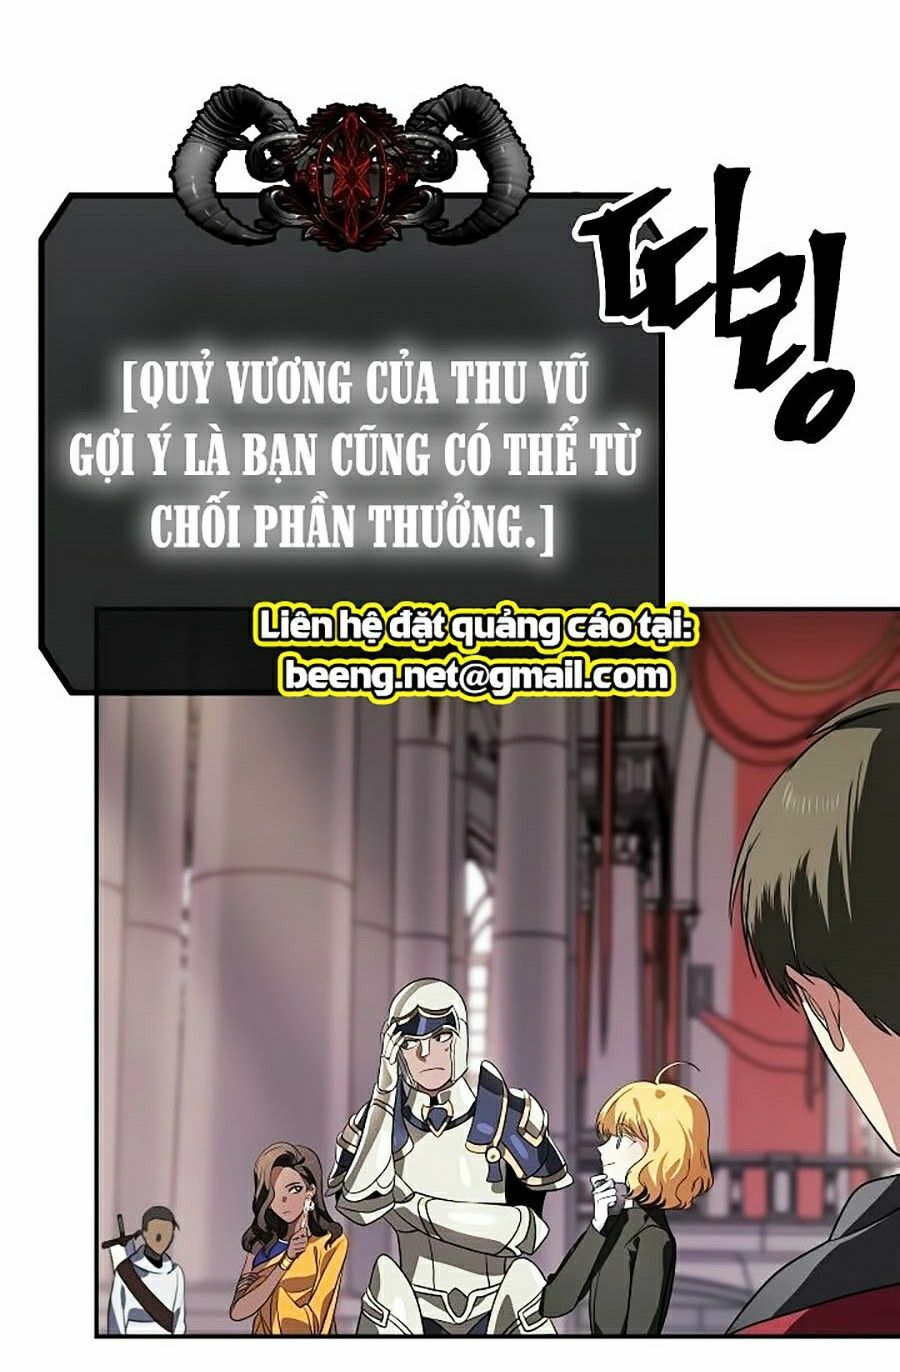 띠링
[QUỶ VƯƠNG CỦA THU VŨ
GỢI Ý LÀ BẠN CŨNG CÓ THỂ TỪ
CHỐI PHẦN THƯỞNG.]
Liên hệ đặt quảng cáo tại:
beeng.net@gmail.com